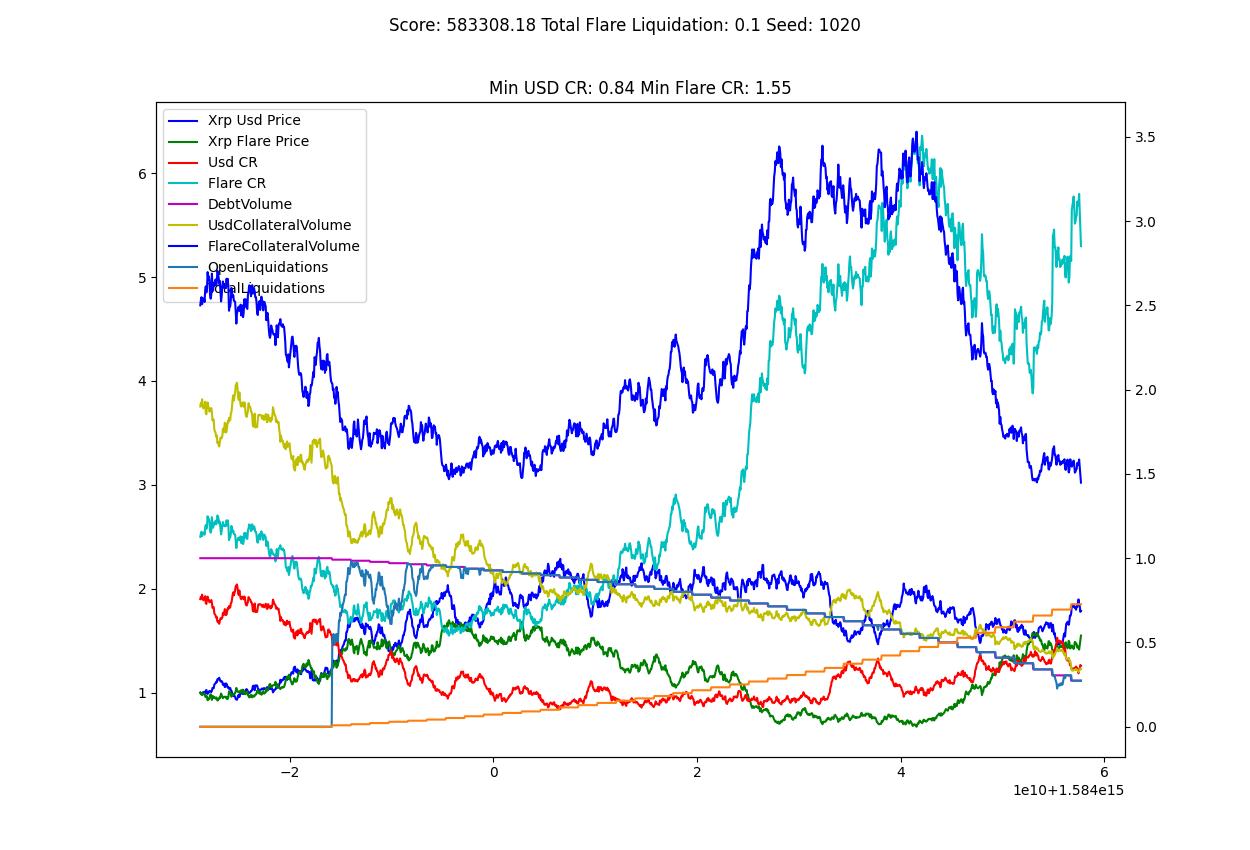 Score: 583308.18 Total Flare Liquidation: 0.1 Seed: 1020
Min USD CR: 0.84 Min Flare CR: 1.55
Xrp Usd Price
Xrp Flare Price
Usd CR
Flare CR
DebtVolume
UsdCollateralVolume
FlareCollateralVolume
OpenLiquidations
TotalLiquidations
6
5
4
3
2
1
3.5
3.0
2.5
2.0
1.5
1.0
0.5
0.0
−2
0
2
4
6
1e10+1.584e15